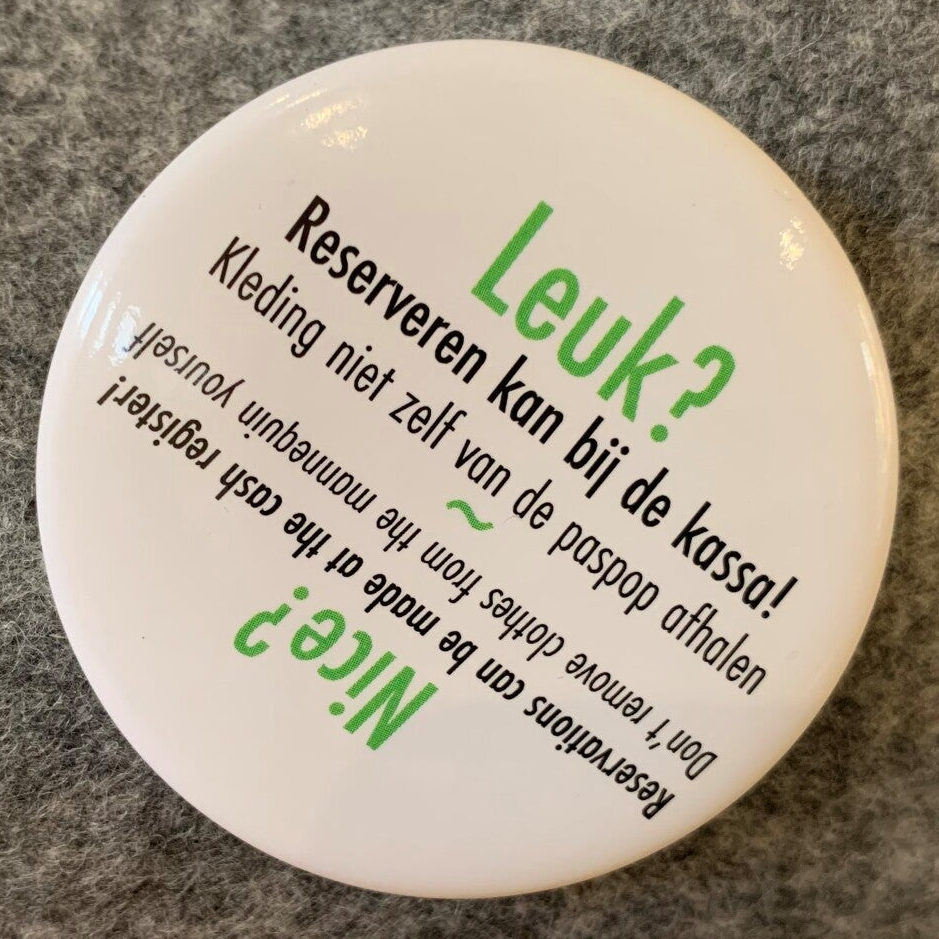 Leuk?
Reserveren kan bij de kassa!
Kleding niet zelf van de paspop afhalen
~
Nice?
Reservations can be made at the cash register!
Don't remove clothes from the mannequin yourself